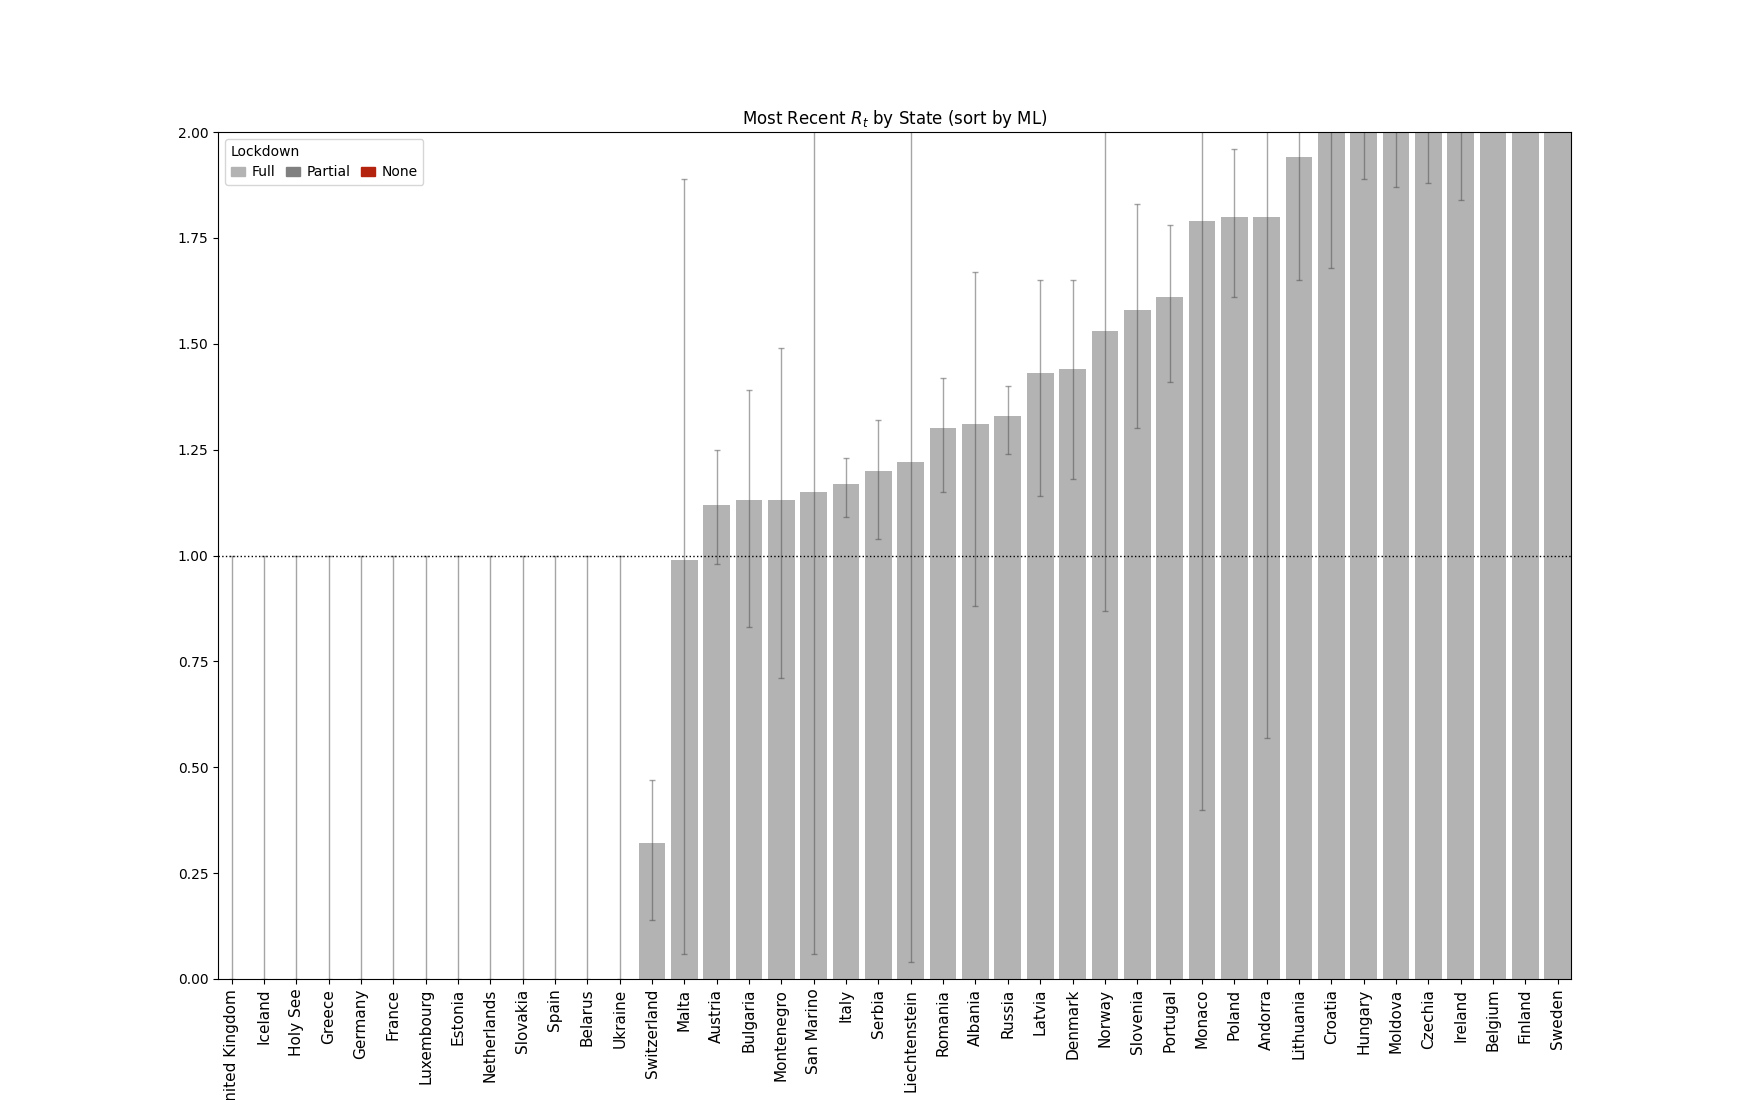 Most Recent Rt by State (sort by ML)
2.00
Lockdown
Full Partial None
1.75
1.50
1.25
1.00
0.75
0.50
0.25
0.00
nited Kingdom
Iceland
Holy See
Greece
Germany
France
Luxembourg
Estonia
Netherlands
Slovakia
Spain
Belarus
Ukraine
Switzerland
Malta
Austria
Bulgaria
Montenegro
San Marino
Italy
Serbia
Liechtenstein
Romania
Albania
Russia
Latvia
Denmark
Norway
Slovenia
Portugal
Monaco
Poland
Andorra
Lithuania
Croatia
Hungary
Moldova
Czechia
Ireland
Belgium
Finland
Sweden